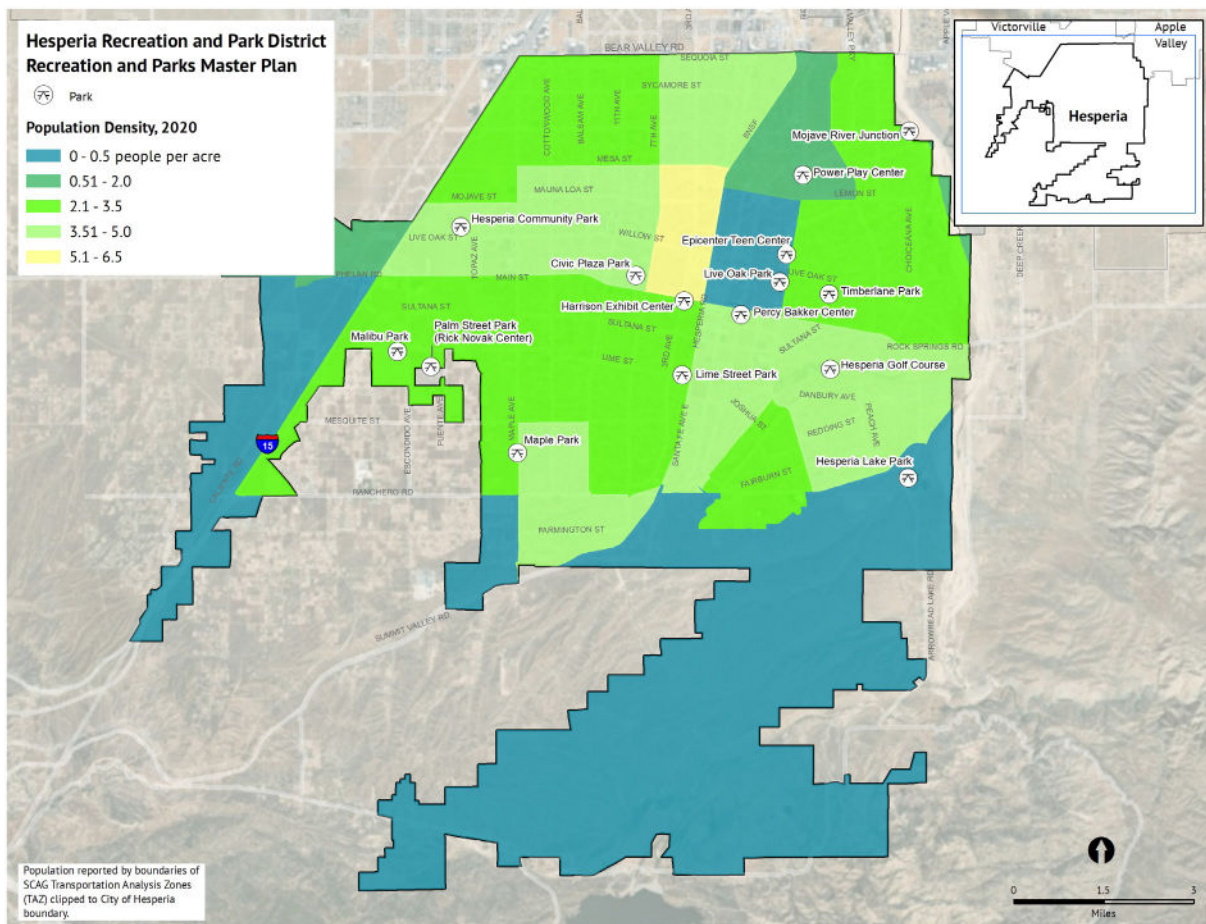 Hesperia Recreation and Park District
Recreation and Parks Master Plan
Park
Population Density, 2020
0 - 0.5 people per acre
0.51 - 2.0
2.1 - 3.5
3.51 - 5.0
5.1 - 6.5
Victorville
Apple
Valley
Hesperia
BEAR VALLEY RD
SEQUOIA ST
SYCAMORE ST
COTTONWOOD AVE
BALSAM AVE
11TH AVE
7TH AVE
BNSF
APPLE V
Mojave River Junction
MESA ST
Power Play Center
MAUNA LOA ST
LEMON ST
MOJAVE ST
Hesperia Community Park
LIVE OAK ST
TOPAZ AVE
WILLOW ST
Epicenter Teen Center
CHOICEANA AVE
DEEP CREEK
Civic Plaza Park
PHELAN RD
MAIN ST
Live Oak Park
LIVE OAK ST
Timberlane Park
Harrison Exhibit Center
HESPERIA RD
Percy Bakker Center
SULTANA ST
SULTANA ST
SULTANA ST
ROCK SPRINGS RD
Malibu Park
Palm Street Park
(Rick Novak Center)
LIME ST
3RD AVE
Lime Street Park
Hesperia Golf Course
DANBURY AVE
MESQUITE ST
ESCONDIDO AVE
FUENTE AVE
MAPLE AVE
JOSHUA ST
REDDING ST
PEACH AVE
15
Maple Park
SANTA FE AVE E
Hesperia Lake Park
FAIRBURN ST
RANCHERO RD
FARMINGTON ST
SUMMIT VALLEY RD
ARROWHEAD LAKE RD
Population reported by boundaries of
SCAG Transportation Analysis Zones
(TAZ) clipped to City of Hesperia
boundary.
0 1.5 3
Miles